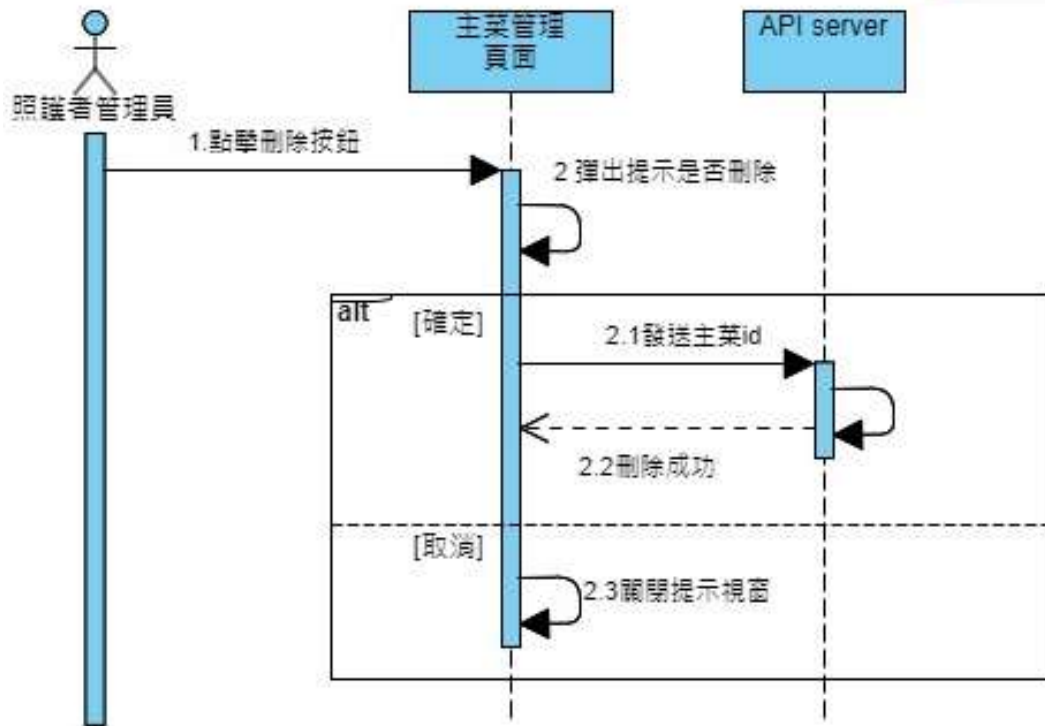 主菜管理
頁面
API server
照護者管理員
1.點擊刪除按鈕
2 彈出提示是否刪除
alt
[確定]
2.1發送主菜id
2.2刪除成功
[取消]
2.3關閉提示視窗